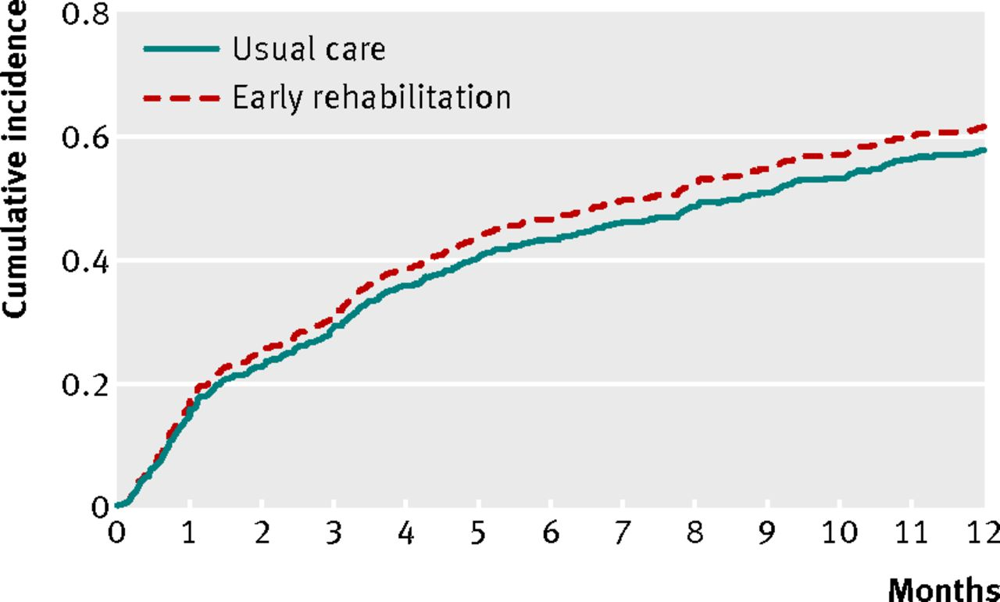 Cumulative incidence
0.8
0.6
0.4
0.2
0
Usual care
Early rehabilitation
0 1 2 3 4 5 6 7 8 9 10 11 12
Months